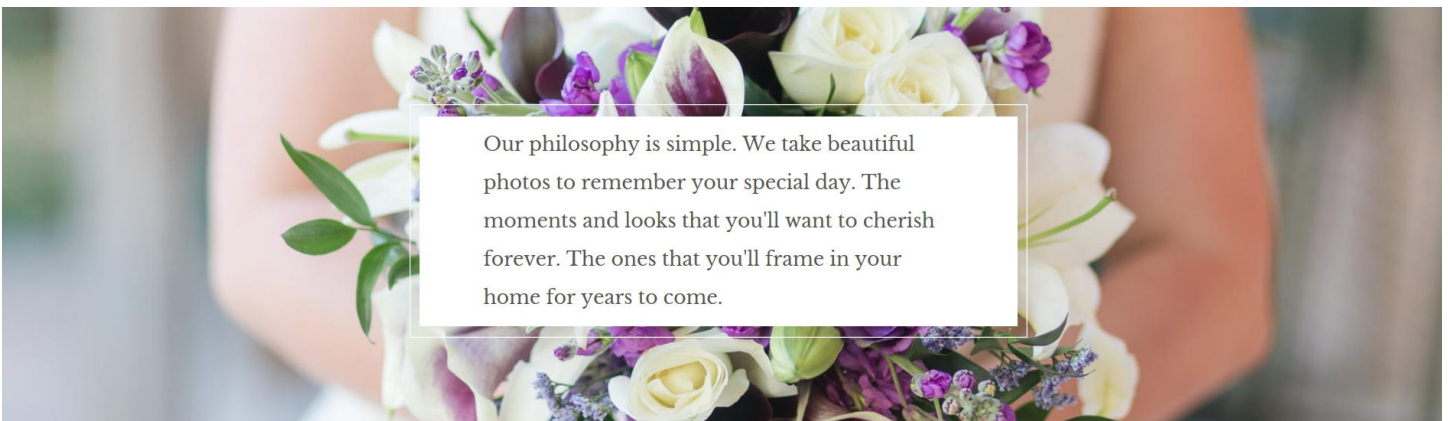 Our philosophy is simple. We take beautiful
photos to remember your special day. The
moments and looks that you'll want to cherish
forever. The ones that you'll frame in your
home for years to come.